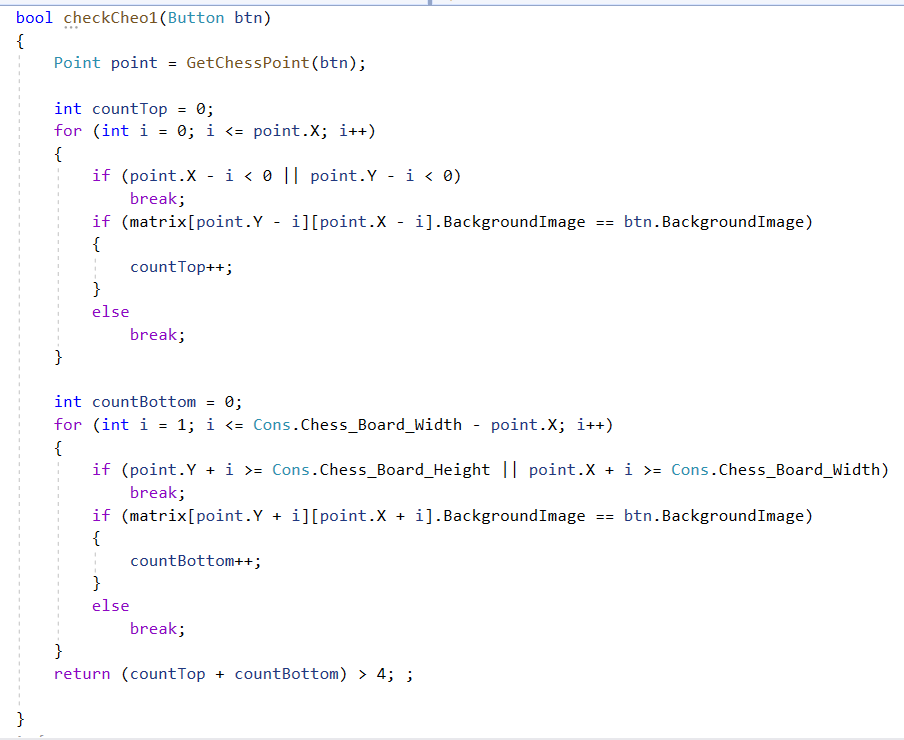 bool checkCheo1(Button btn)
{
    Point point = GetChessPoint(btn);

    int countTop = 0;
    for (int i = 0; i <= point.X; i++)
    {
        if (point.X - i < 0 || point.Y - i < 0)
            break;
        if (matrix[point.Y - i][point.X - i].BackgroundImage == btn.BackgroundImage)
        {
            countTop++;
        }
        else
            break;
    }

    int countBottom = 0;
    for (int i = 1; i <= Cons.Chess_Board_Width - point.X; i++)
    {
        if (point.Y + i >= Cons.Chess_Board_Height || point.X + i >= Cons.Chess_Board_Width)
            break;
        if (matrix[point.Y + i][point.X + i].BackgroundImage == btn.BackgroundImage)
        {
            countBottom++;
        }
        else
            break;
    }
    return (countTop + countBottom) > 4; ;

}